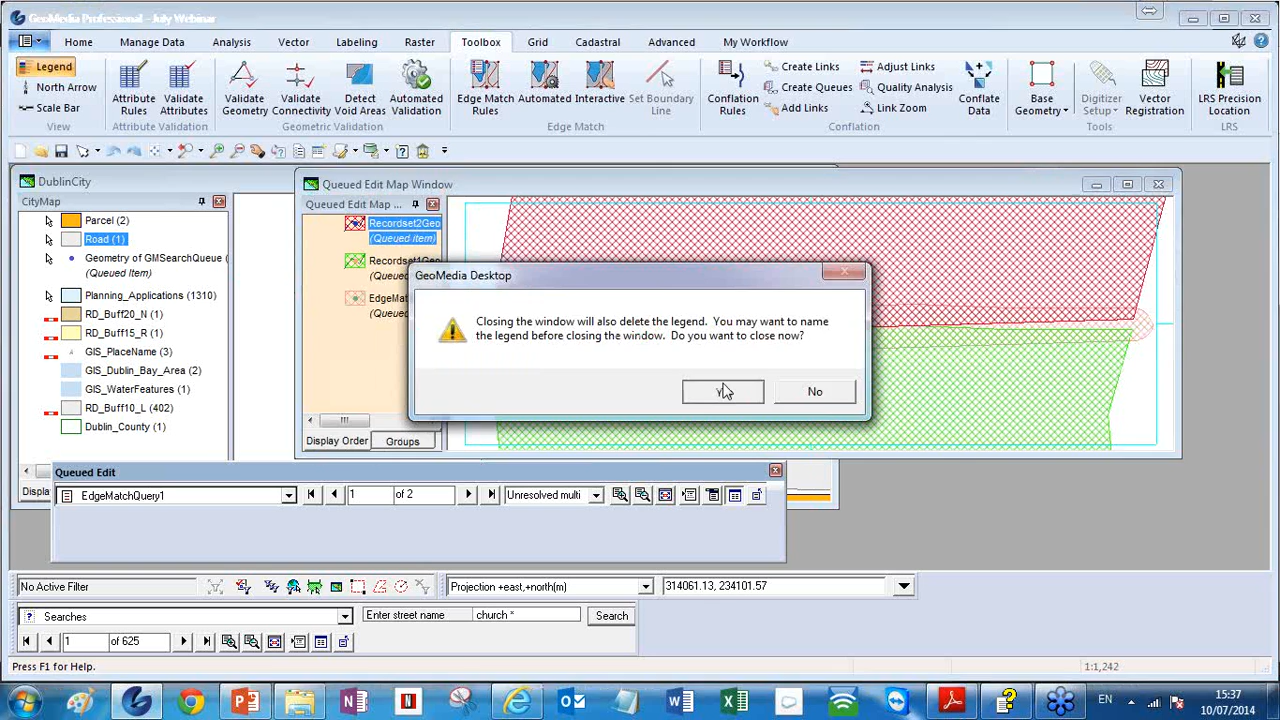 GeoMedia Professional - July Webinar
Home Manage Data Analysis Vector Labeling Raster Toolbox Grid Cadastral Advanced My Workflow
Legend
North Arrow
Scale Bar
View
Attribute Rules
Validate Attributes
Attribute Validation
Validate Geometry
Validate Connectivity
Detect Void Areas
Automated Validation
Geometric Validation
Edge Match Rules
Automated
Interactive
Set Boundary Line
Edge Match
Conflation Rules
Create Links
Create Queues
Add Links
Adjust Links
Quality Analysis
Link Zoom
Conflate Data
Conflation
Base Geometry
Digitizer Setup
Vector Registration
Tools
LRS Precision Location
LRS
DublinCity
CityMap
Parcel (2)
Road (1)
Geometry of GMSearchQueue (
(Queued Item)
Planning_Applications (1310)
RD_Buff20_N (1)
RD_Buff15_R (1)
GIS_PlaceName (3)
GIS_Dublin_Bay_Area (2)
GIS_WaterFeatures (1)
RD_Buff10_L (402)
Dublin_County (1)
Displa
Queued Edit Map Window
Queued Edit Map ...
Recordset2Geo
(Queued Item)
Recordset1Geo
(Queue
EdgeMat
(Queue
Display Order Groups
GeoMedia Desktop
Closing the window will also delete the legend. You may want to name
the legend before closing the window. Do you want to close now?
No
Queued Edit
EdgeMatchQuery1 1 of 2 Unresolved multi
No Active Filter Projection +east,+north(m) 314061.13, 234101.57
Searches Enter street name church * Search
1 of 625
Press F1 for Help. 1:1,242
EN 15:37
10/07/2014